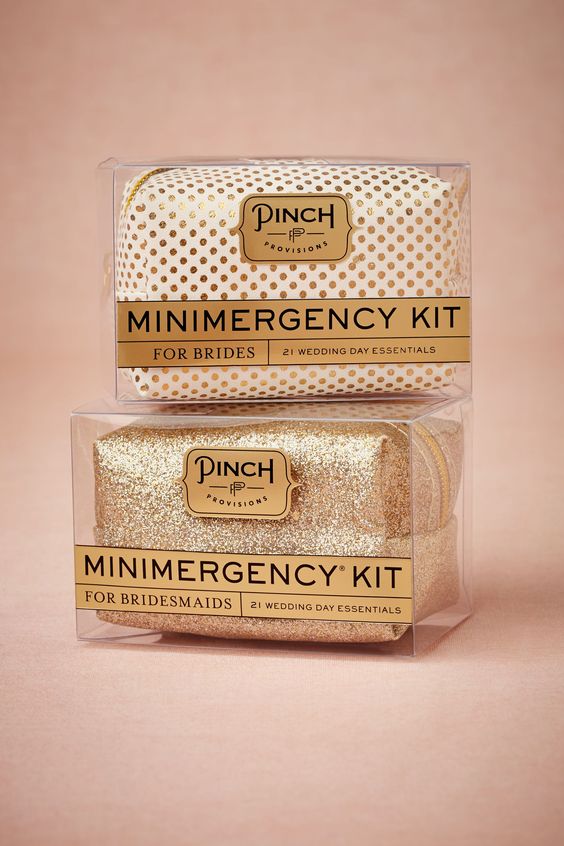 PINCH
PROVISIONS
MINIMERGENCY KIT
FOR BRIDES
21 WEDDING DAY ESSENTIALS
PINCH
PROVISIONS
MINIMERGENCY® KIT
FOR BRIDESMAIDS
21 WEDDING DAY ESSENTIALS